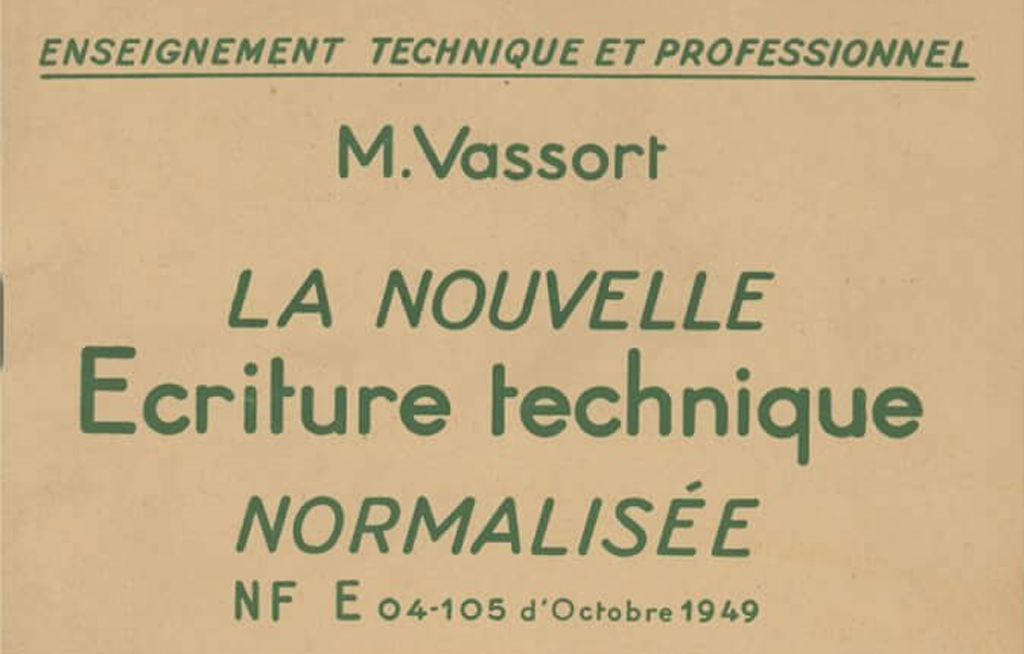 ENSEIGNEMENT TECHNIQUE ET PROFESSIONNEL
M. Vassort
LA NOUVELLE
Ecriture technique
NORMALISÉE
NF E 04-105 d'Octobre 1949